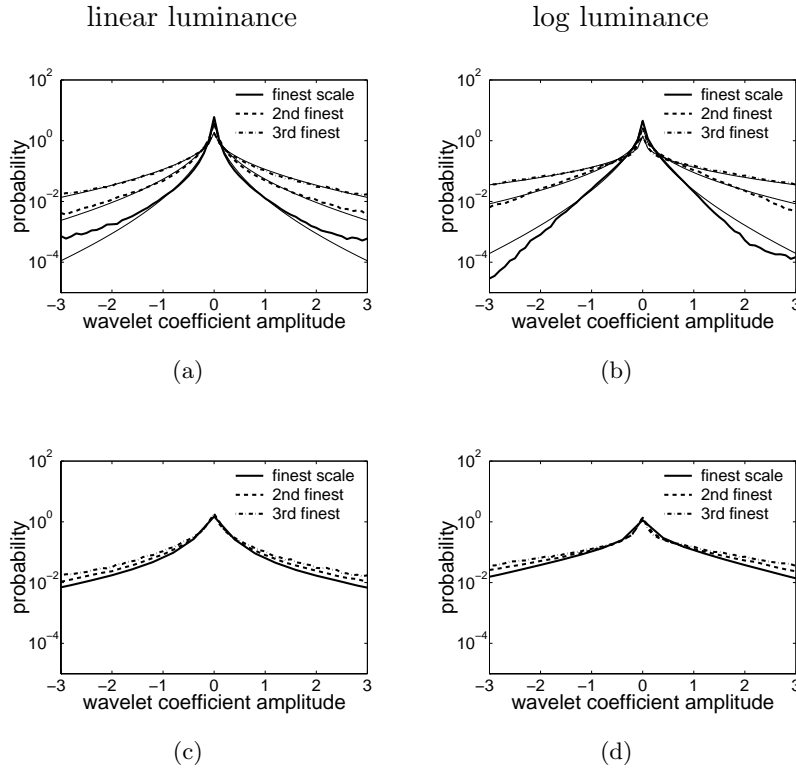 linear luminance
log luminance
10^2
10^0
10^−2
10^−4
probability
finest scale
2nd finest
3rd finest
−3 −2 −1 0 1 2 3
wavelet coefficient amplitude
(a)
10^2
10^0
10^−2
10^−4
probability
finest scale
2nd finest
3rd finest
−3 −2 −1 0 1 2 3
wavelet coefficient amplitude
(b)
10^2
10^0
10^−2
10^−4
probability
finest scale
2nd finest
3rd finest
−3 −2 −1 0 1 2 3
wavelet coefficient amplitude
(c)
10^2
10^0
10^−2
10^−4
probability
finest scale
2nd finest
3rd finest
−3 −2 −1 0 1 2 3
wavelet coefficient amplitude
(d)